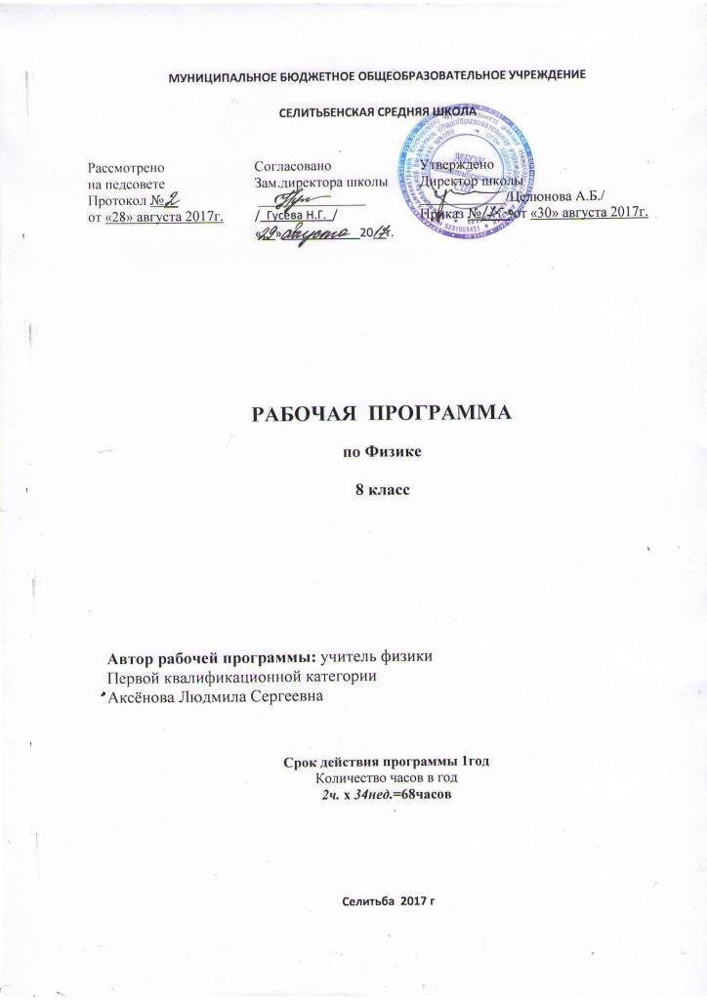 МУНИЦИПАЛЬНОЕ БЮДЖЕТНОЕ ОБЩЕОБРАЗОВАТЕЛЬНОЕ УЧРЕЖДЕНИЕ
СЕЛИТЬБЕНСКАЯ СРЕДНЯЯ ШКОЛА
Рассмотрено
на педсовете
Протокол № 2
от «28» августа 2017г.
Согласовано
Зам.директора школы
/ Гусева Н.Г. /
«29» августа 2017г.
Утверждено
Директор школы
/Целюнова А.Б./
Приказ № от «30» августа 2017г.
РАБОЧАЯ ПРОГРАММА
по Физике
8 класс
Автор рабочей программы: учитель физики
Первой квалификационной категории
Аксёнова Людмила Сергеевна
Срок действия программы 1год
Количество часов в год
2ч. х 34нед.=68часов
Селитьба 2017 г